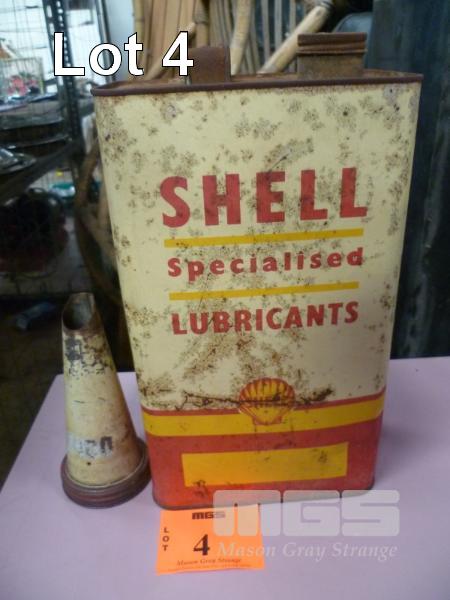 Lot 4
SHELL
Specialised
LUBRICANTS
MGS
LOT
4
Mason Gray Strange
MGS
Mason Gray Strange